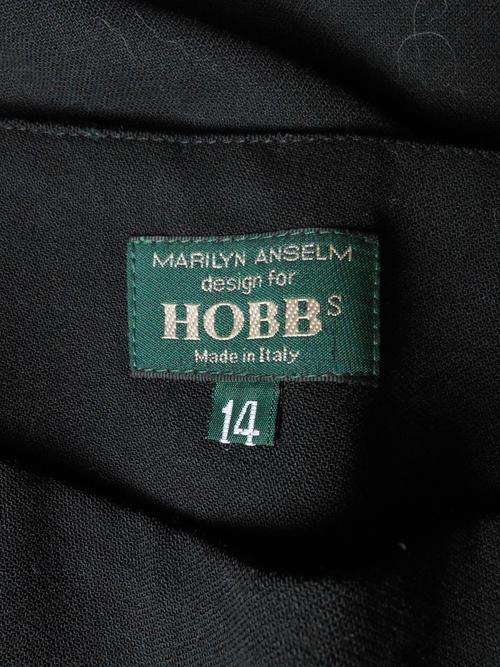 MARILYN ANSELM
design for
HOBBs
Made in Italy
14